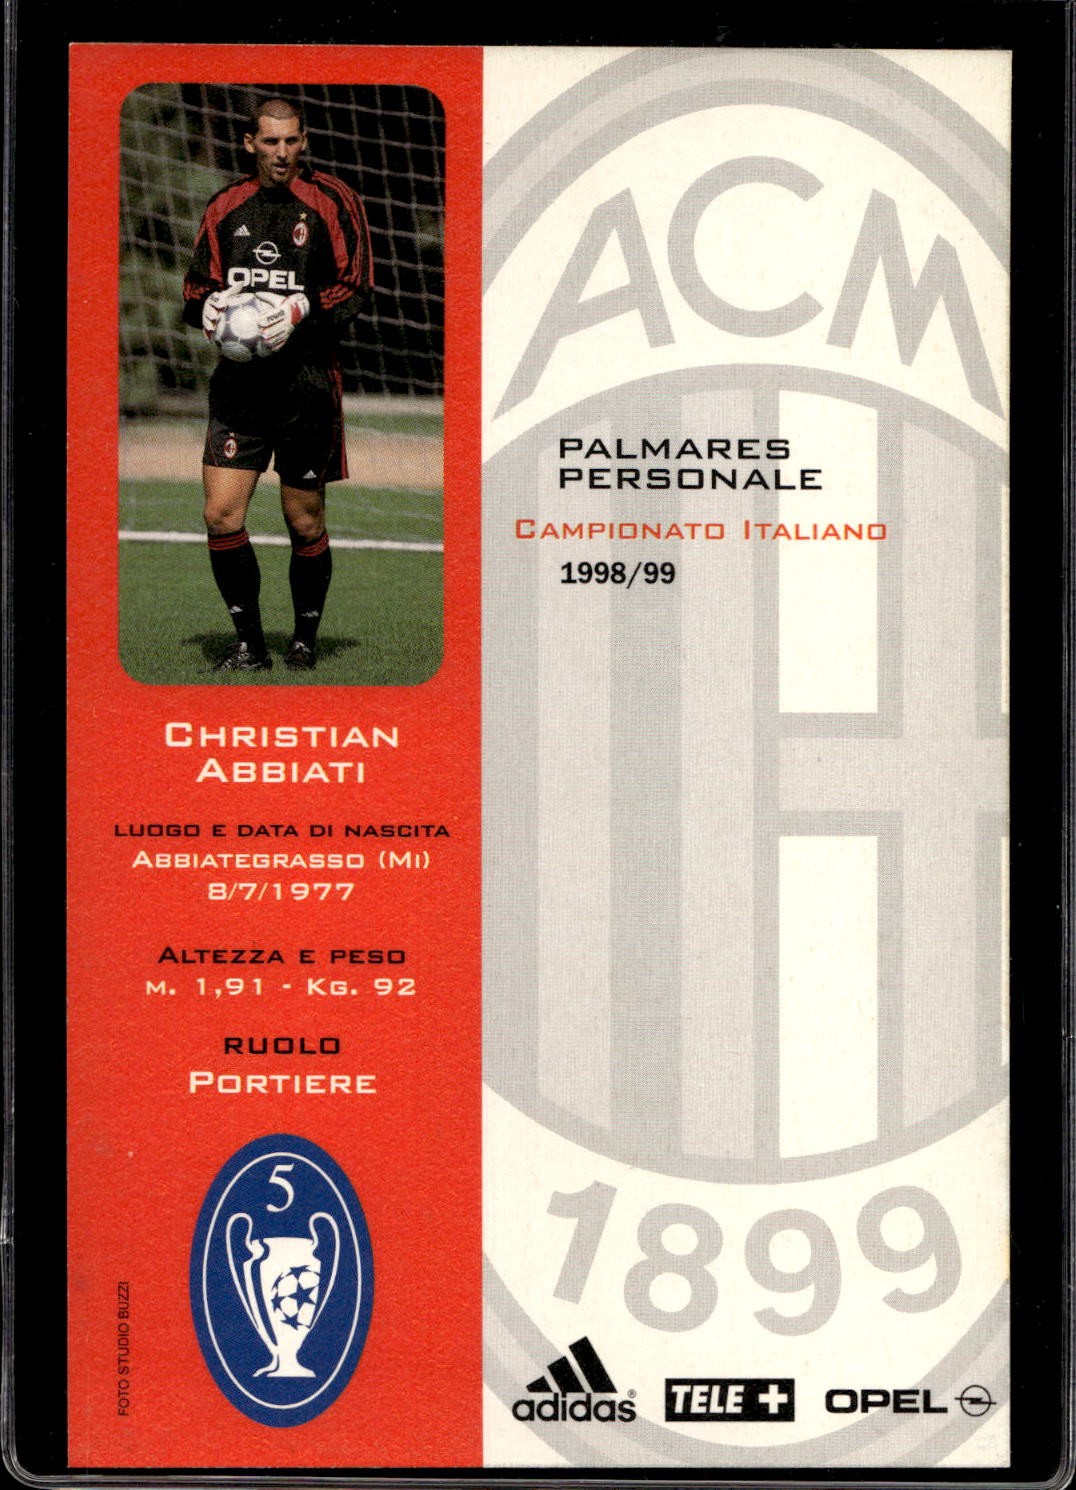 OPEL
CHRISTIAN
ABBIATI
LUOGO E DATA DI NASCITA
ABBIATEGRASSO (MI)
8/7/1977
ALTEZZA E PESO
M. 1,91 - KG. 92
RUOLO
PORTIERE
5
FOTO STUDIO BUZZI
ACM
PALMARES
PERSONALE
CAMPIONATO ITALIANO
1998/99
1899
adidas®
TELE +
OPEL